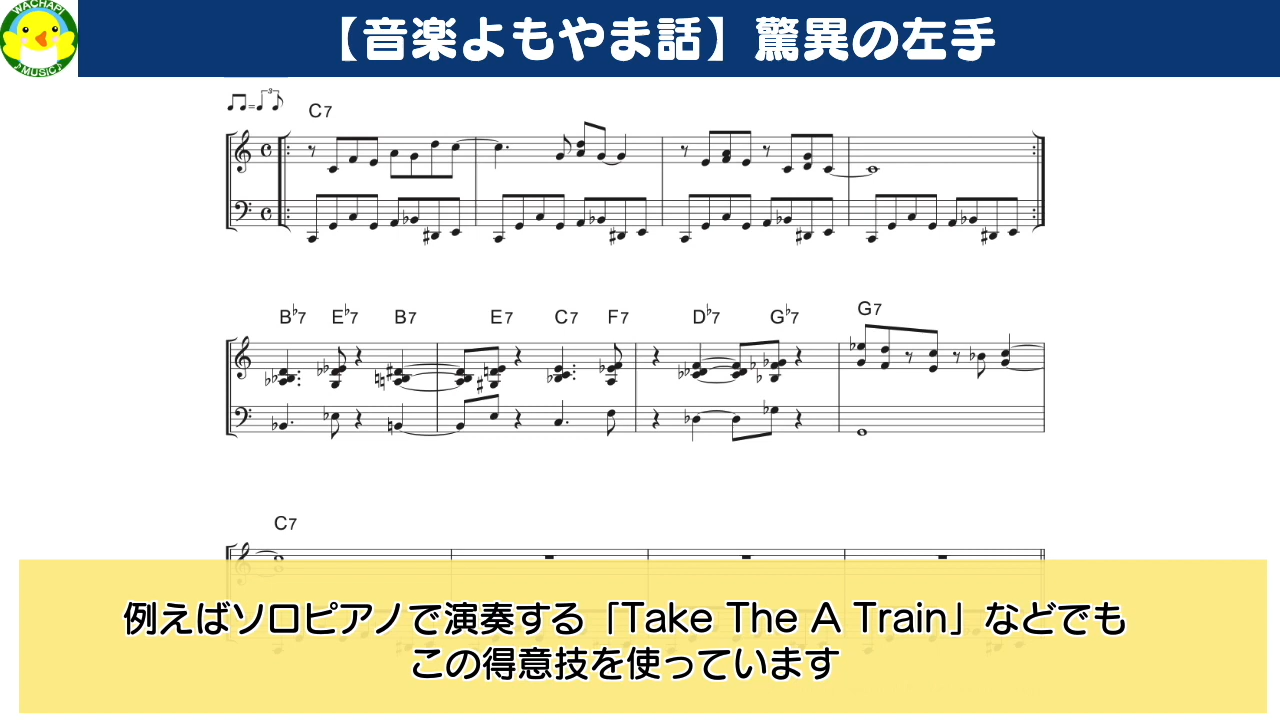 WACHAPI
♪MUSIC♪
【音楽よもやま話】驚異の左手
3
C7
B♭7 E♭7 B7 E7 C7 F7 D♭7 G♭7 G7
C7
例えばソロピアノで演奏する「Take The A Train」などでも
この得意技を使っています